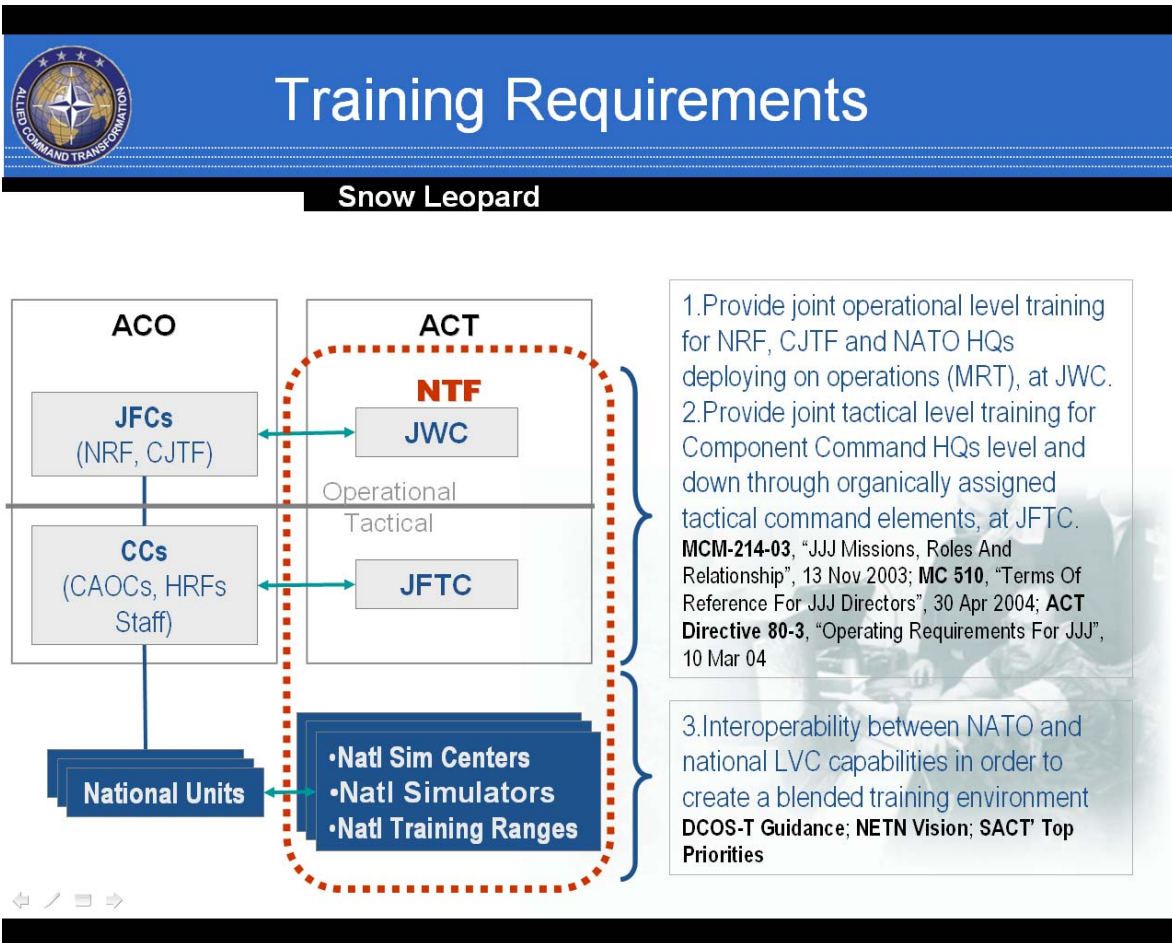 ALLIED COMMAND TRANSFORMATION
Training Requirements
Snow Leopard
ACO
ACT
NTF
JFCs
(NRF, CJTF)
JWC
Operational
Tactical
CCs
(CAOCs, HRFs
Staff)
JFTC
National Units
•Natl Sim Centers
•Natl Simulators
•Natl Training Ranges
1.Provide joint operational level training
for NRF, CJTF and NATO HQs
deploying on operations (MRT), at JWC.
2.Provide joint tactical level training for
Component Command HQs level and
down through organically assigned
tactical command elements, at JFTC.
MCM-214-03, “JJJ Missions, Roles And
Relationship”, 13 Nov 2003; MC 510, “Terms Of
Reference For JJJ Directors”, 30 Apr 2004; ACT
Directive 80-3, “Operating Requirements For JJJ”,
10 Mar 04
3.Interoperability between NATO and
national LVC capabilities in order to
create a blended training environment
DCOS-T Guidance; NETN Vision; SACT’ Top
Priorities